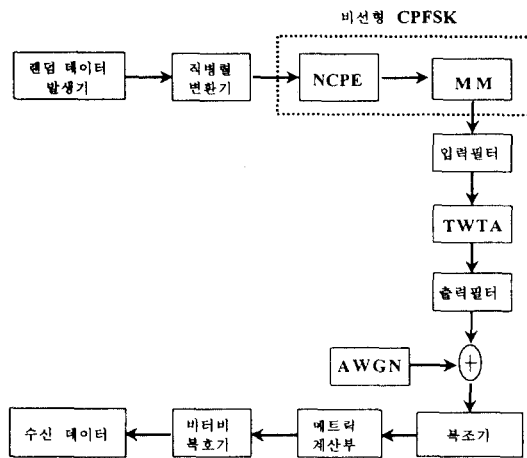 비선형 CPFSK
랜덤 데이터
발생기
직병렬
변환기
NCPE
MM
입력필터
TWTA
출력필터
AWGN
+
복조기
메트릭
계산부
비터비
복호기
수신 데이터